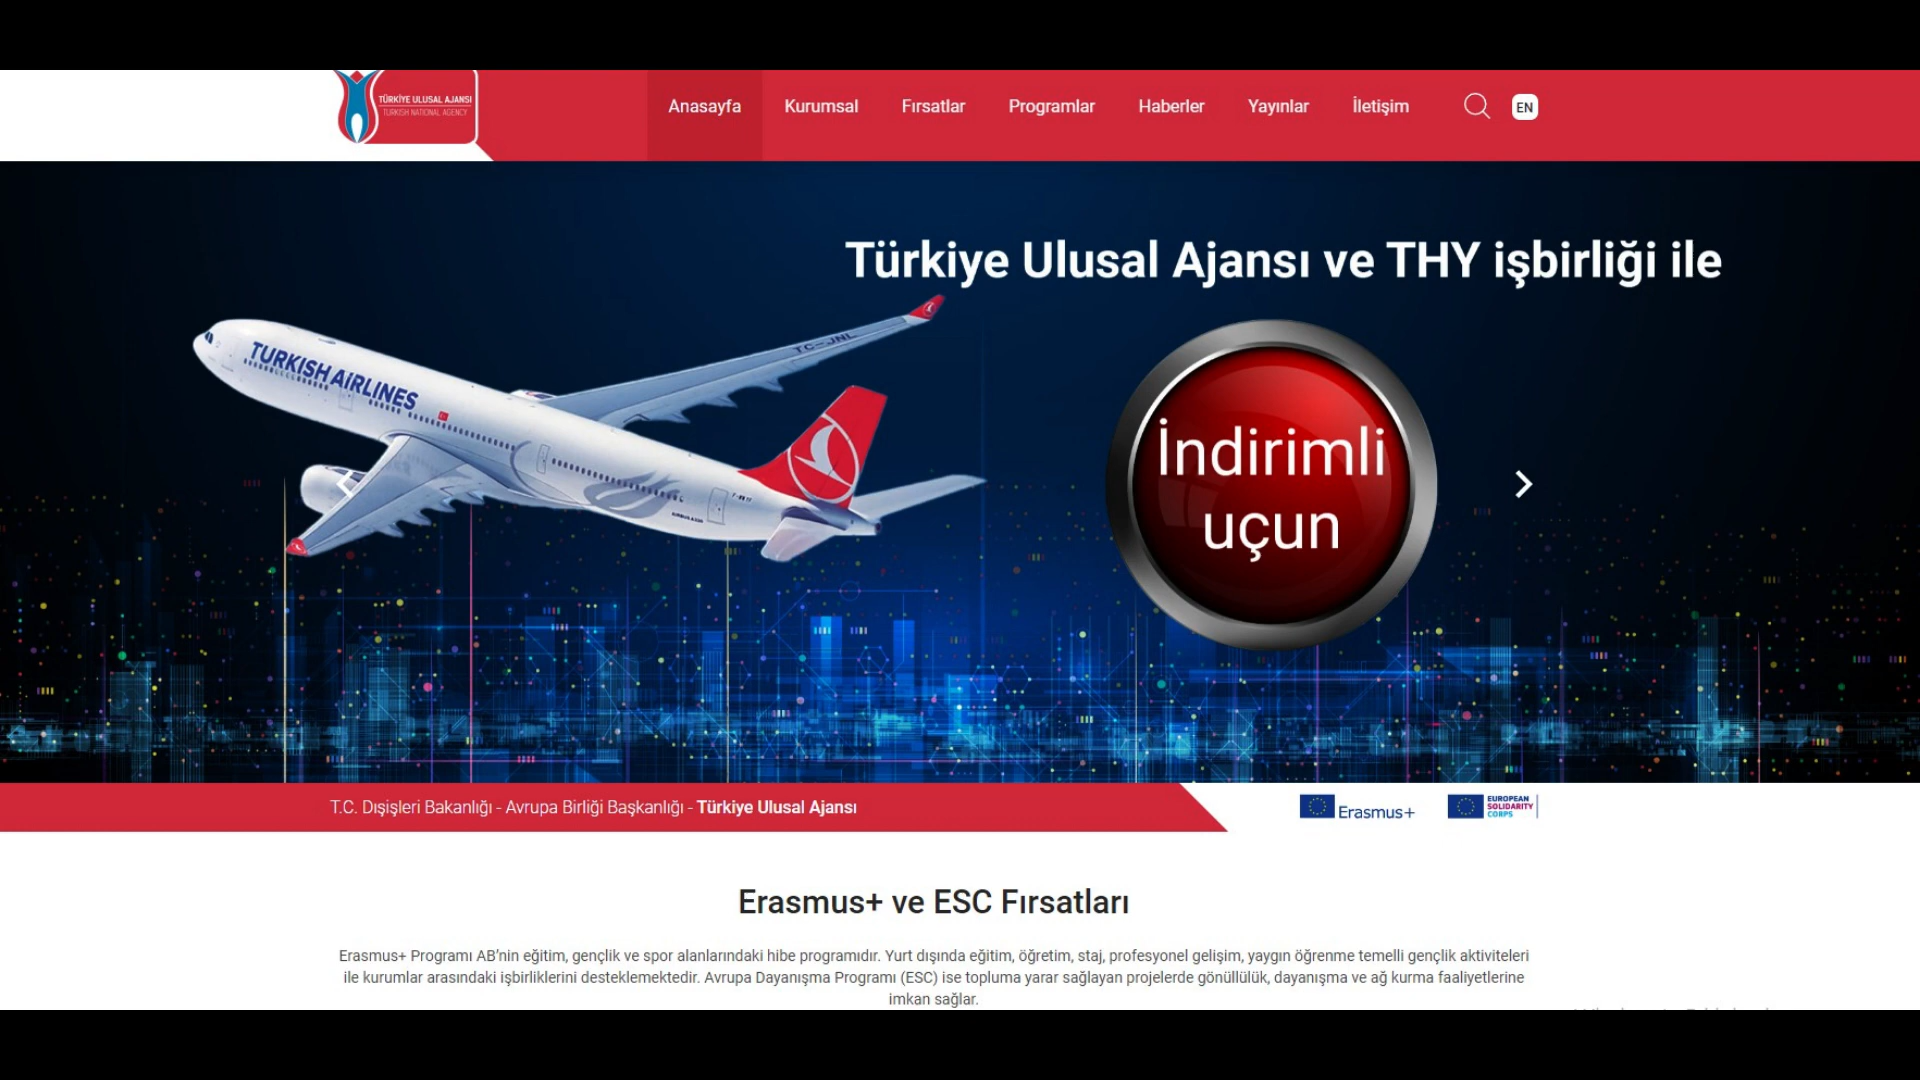 TÜRKİYE ULUSAL AJANSI
TURKISH NATIONAL AGENCY
Anasayfa Kurumsal Fırsatlar Programlar Haberler Yayınlar İletişim EN
Türkiye Ulusal Ajansı ve THY işbirliği ile
TC-JNL
TURKISH AIRLINES
İndirimli
uçun
T.C. Dışişleri Bakanlığı - Avrupa Birliği Başkanlığı - Türkiye Ulusal Ajansı
Erasmus+
EUROPEAN
SOLIDARITY
CORPS
Erasmus+ ve ESC Fırsatları
Erasmus+ Programı AB’nin eğitim, gençlik ve spor alanlarındaki hibe programıdır. Yurt dışında eğitim, öğretim, staj, profesyonel gelişim, yaygın öğrenme temelli gençlik aktiviteleri
ile kurumlar arasındaki işbirliklerini desteklemektedir. Avrupa Dayanışma Programı (ESC) ise topluma yarar sağlayan projelerde gönüllülük, dayanışma ve ağ kurma faaliyetlerine
imkan sağlar.